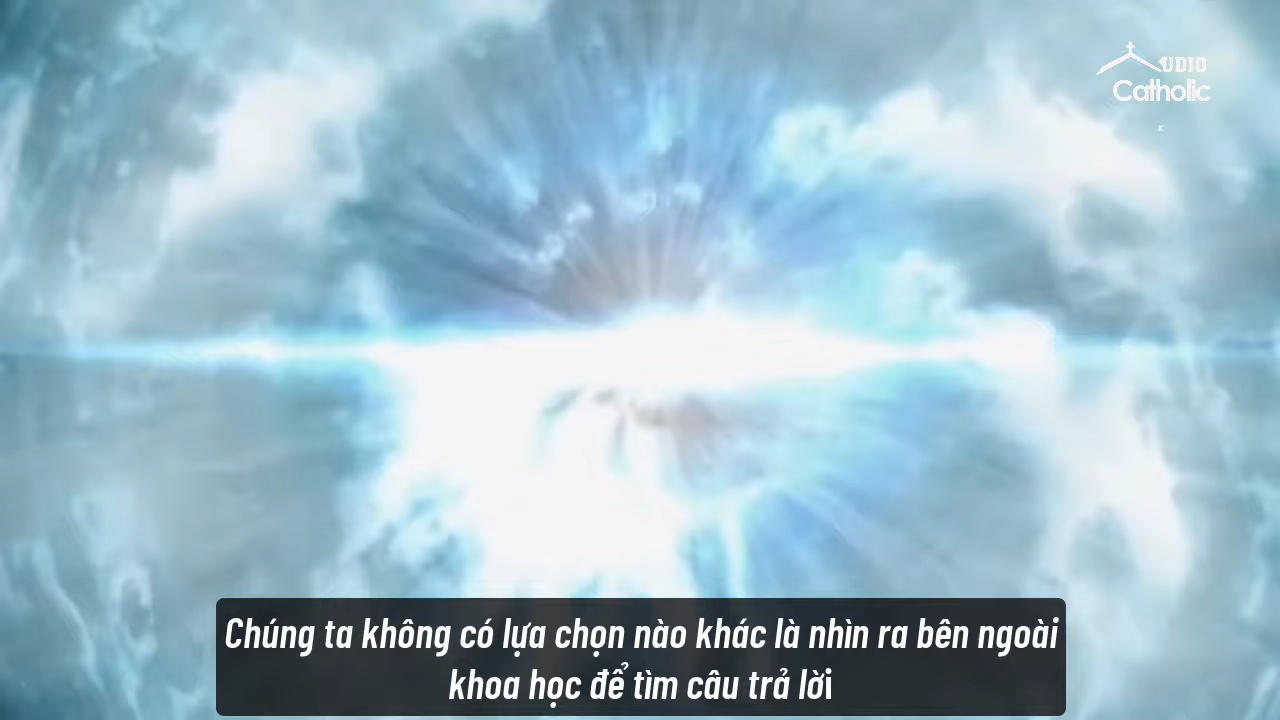 UDIO
Catholic
K
Chúng ta không có lựa chọn nào khác là nhìn ra bên ngoài
khoa học để tìm câu trả lời